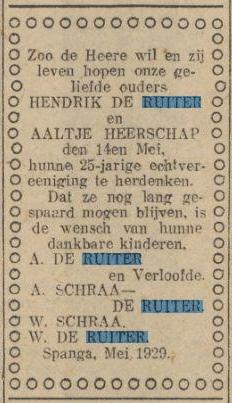 Zoo de Heere wil en zij
leven hopen onze ge-
liefde ouders
HENDRIK DE RUITER
en
AALTJE HEERSCHAP
den 14en Mei,
hunne 25-jarige echtver-
eeniging te herdenken.
Dat ze nog lang ge-
spaard mogen blijven, is
de wensch van hunne
dankbare kinderen,
A. DE RUITER
en Verloofde.
A. SCHRAA—
DE RUITER.
W. SCHRAA.
W. DE RUITER.
Spanga, Mei 1929.